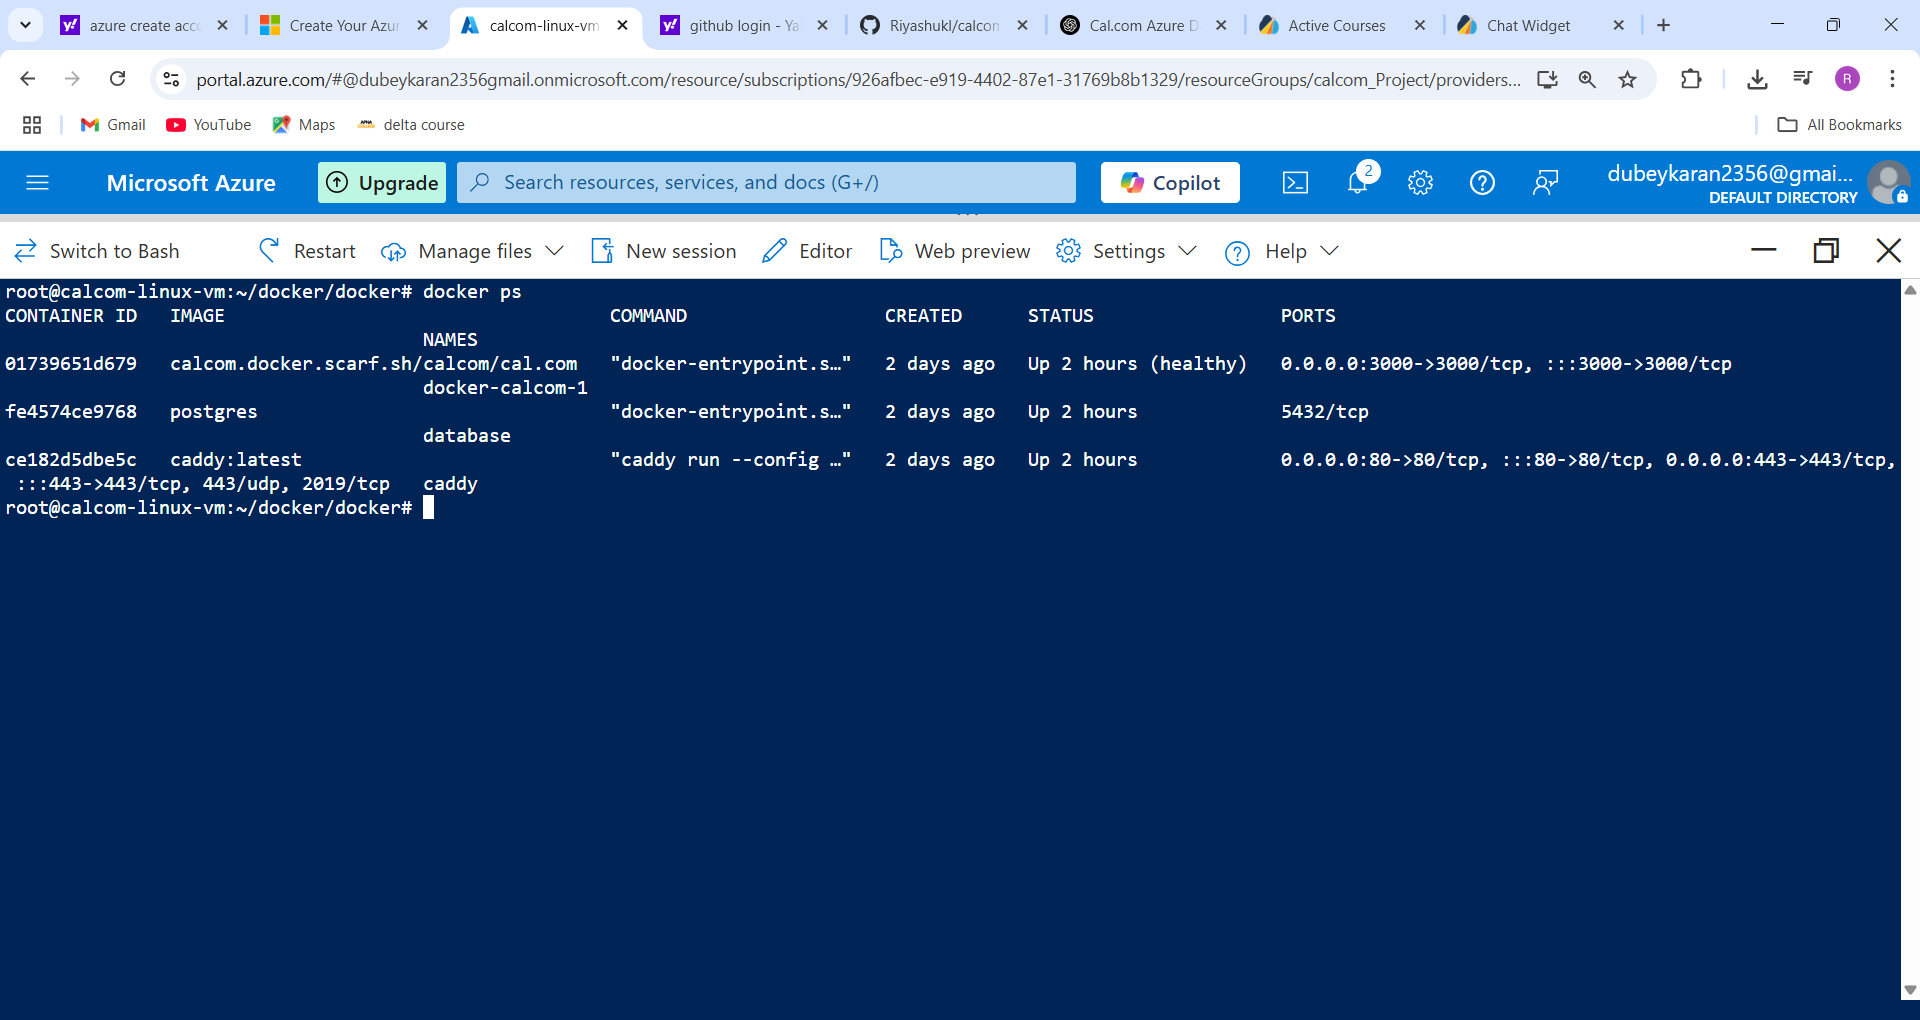 azure create acc
Create Your Azur
calcom-linux-vm
github login - Ya
Riyashukl/calcom
Cal.com Azure D
Active Courses
Chat Widget
portal.azure.com/#@dubeykaran2356gmail.onmicrosoft.com/resource/subscriptions/926afbec-e919-4402-87e1-31769b8b1329/resourceGroups/calcom_Project/providers...
R
Gmail
YouTube
Maps
delta course
All Bookmarks
Microsoft Azure
Upgrade
Search resources, services, and docs (G+/)
Copilot
2
dubeykaran2356@gmai...
DEFAULT DIRECTORY
Switch to Bash
Restart
Manage files
New session
Editor
Web preview
Settings
Help
root@calcom-linux-vm:~/docker/docker# docker ps
CONTAINER ID   IMAGE   COMMAND   CREATED   STATUS   PORTS
NAMES
01739651d679   calcom.docker.scarf.sh/calcom/cal.com   "docker-entrypoint.s…"   2 days ago   Up 2 hours (healthy)   0.0.0.0:3000->3000/tcp, :::3000->3000/tcp
docker-calcom-1
fe4574ce9768   postgres   "docker-entrypoint.s…"   2 days ago   Up 2 hours   5432/tcp
database
ce182d5dbe5c   caddy:latest   "caddy run --config …"   2 days ago   Up 2 hours   0.0.0.0:80->80/tcp, :::80->80/tcp, 0.0.0.0:443->443/tcp,
:::443->443/tcp, 443/udp, 2019/tcp   caddy
root@calcom-linux-vm:~/docker/docker#